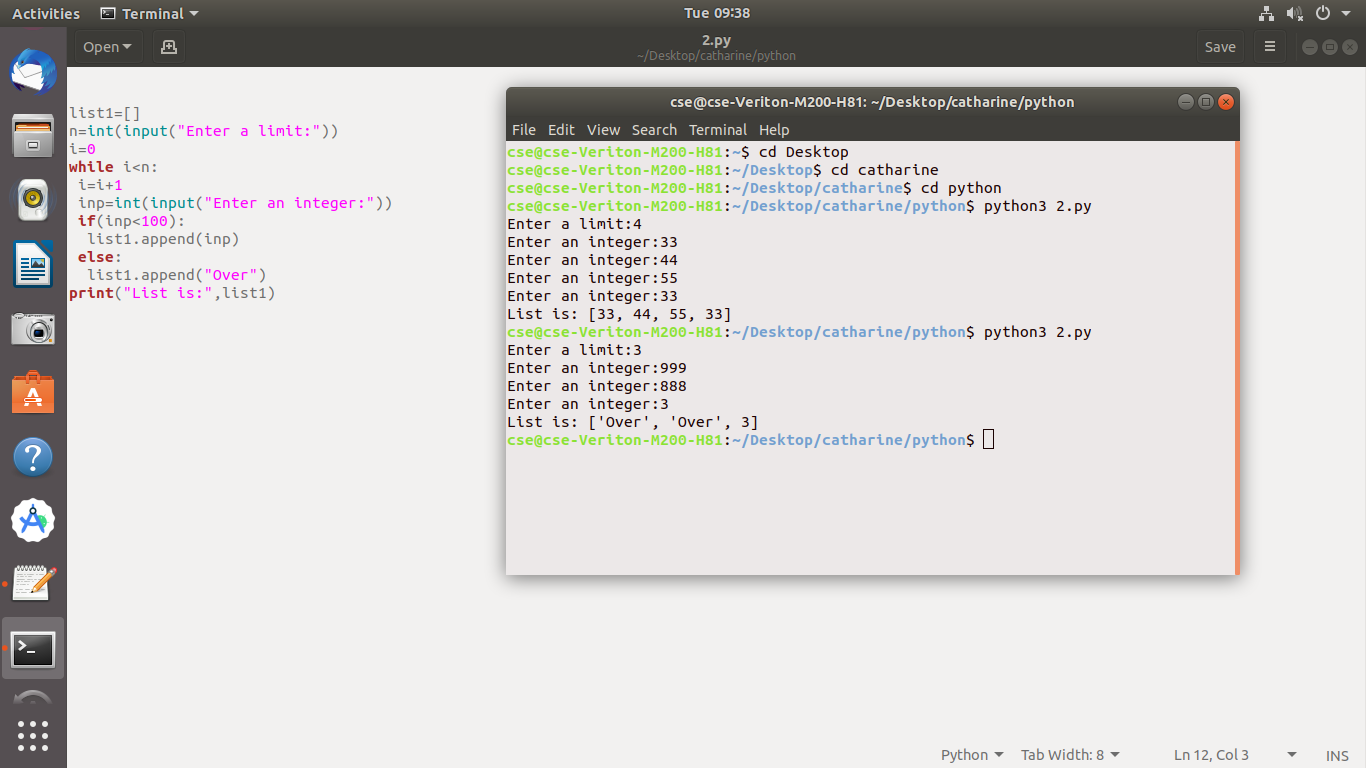 Activities Terminal Tue 09:38
Open 2.py Save
~/Desktop/catharine/python
list1=[]
n=int(input("Enter a limit:"))
i=0
while i<n:
 i=i+1
 inp=int(input("Enter an integer:"))
 if(inp<100):
  list1.append(inp)
 else:
  list1.append("Over")
print("List is:",list1)
cse@cse-Veriton-M200-H81: ~/Desktop/catharine/python
File Edit View Search Terminal Help
cse@cse-Veriton-M200-H81:~$ cd Desktop
cse@cse-Veriton-M200-H81:~/Desktop$ cd catharine
cse@cse-Veriton-M200-H81:~/Desktop/catharine$ cd python
cse@cse-Veriton-M200-H81:~/Desktop/catharine/python$ python3 2.py
Enter a limit:4
Enter an integer:33
Enter an integer:44
Enter an integer:55
Enter an integer:33
List is: [33, 44, 55, 33]
cse@cse-Veriton-M200-H81:~/Desktop/catharine/python$ python3 2.py
Enter a limit:3
Enter an integer:999
Enter an integer:888
Enter an integer:3
List is: ['Over', 'Over', 3]
cse@cse-Veriton-M200-H81:~/Desktop/catharine/python$
Python Tab Width: 8 Ln 12, Col 3 INS